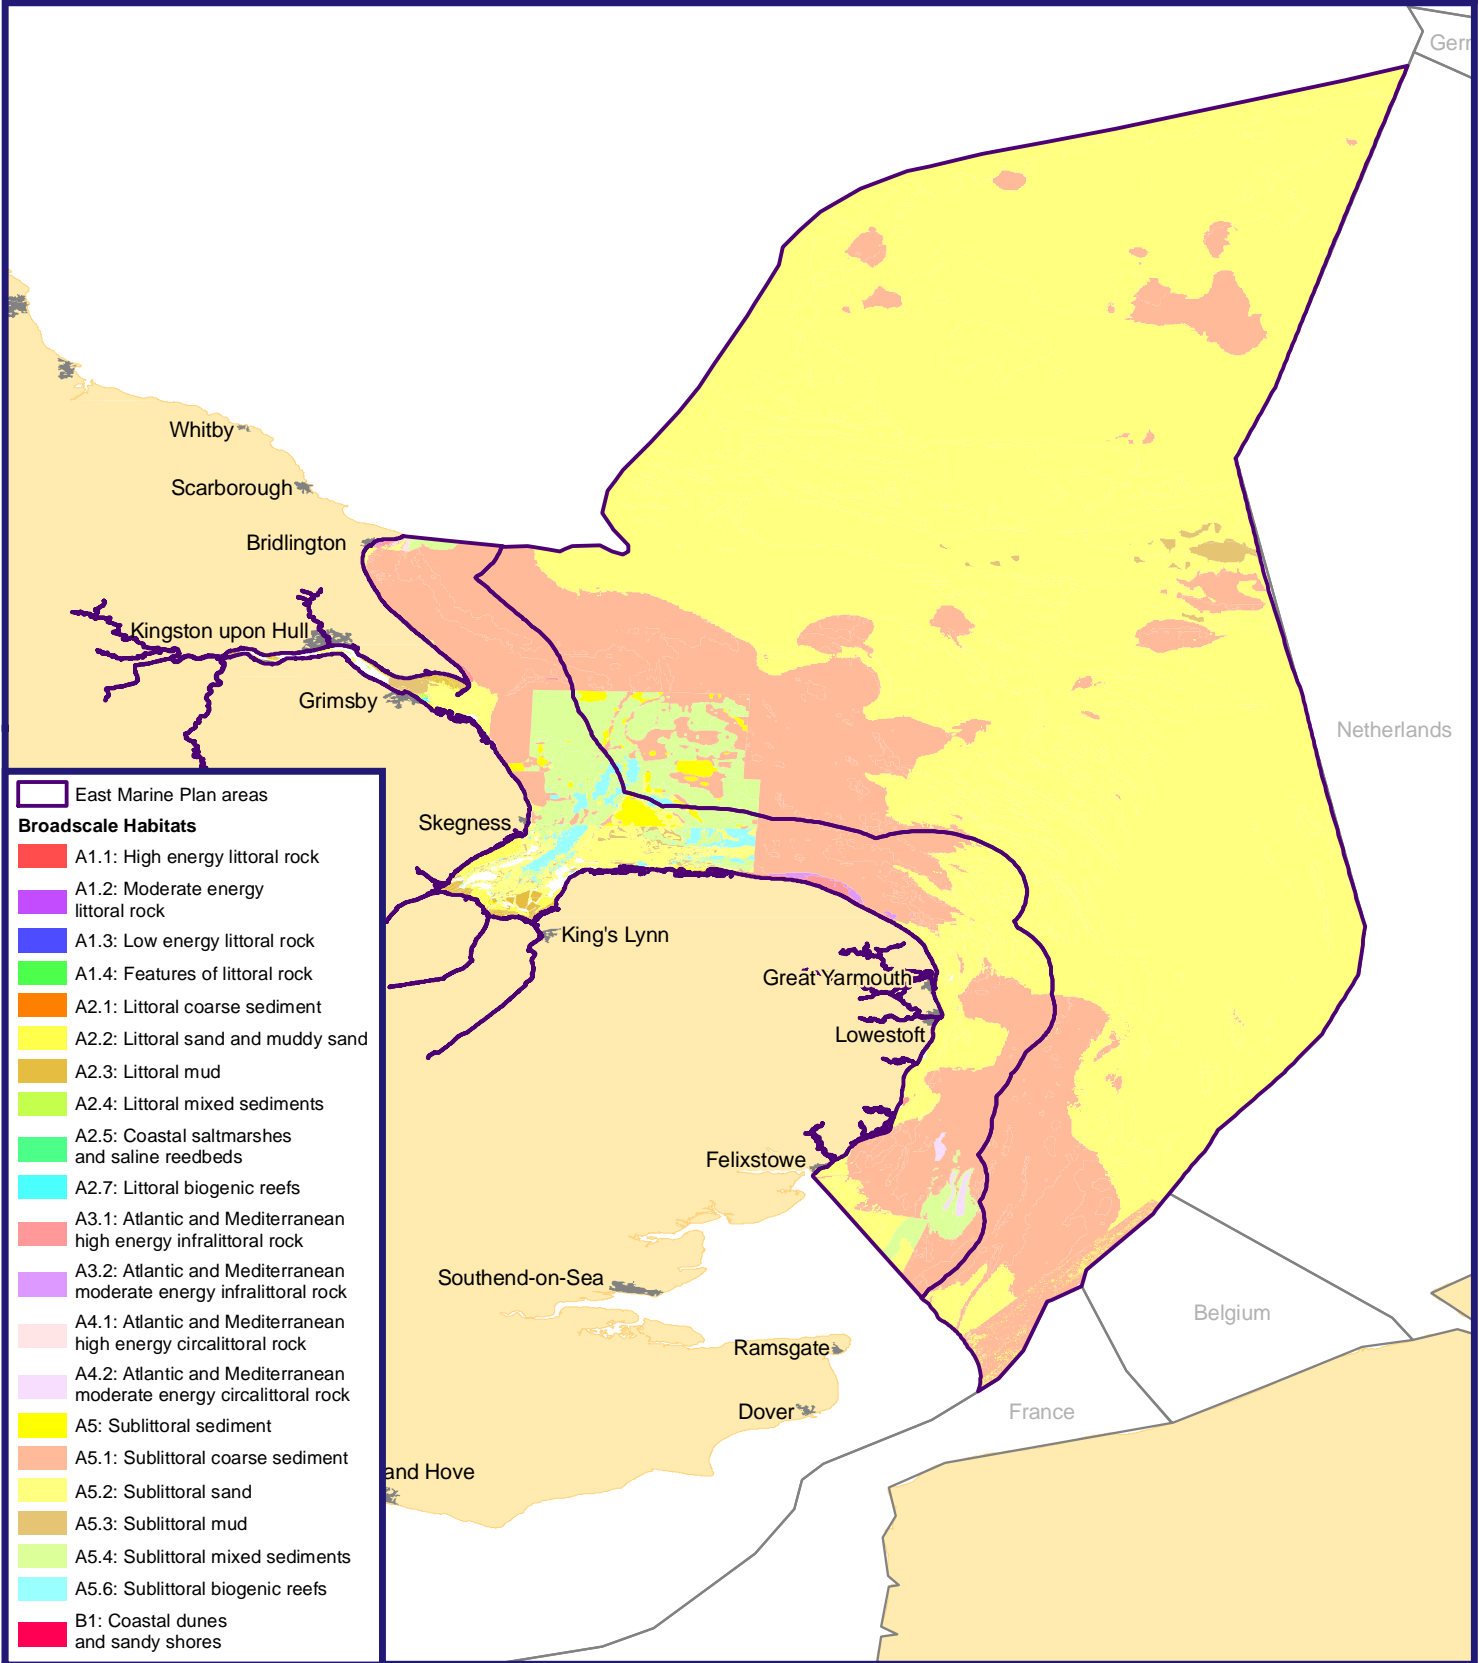 Gerr
Whitby
Scarborough
Bridlington
Kingston upon Hull
Grimsby
Netherlands
Skegness
King's Lynn
Great Yarmouth
Lowestoft
Felixstowe
Southend-on-Sea
Belgium
Ramsgate
Dover
France
and Hove
East Marine Plan areas
Broadscale Habitats
A1.1: High energy littoral rock
A1.2: Moderate energy
littoral rock
A1.3: Low energy littoral rock
A1.4: Features of littoral rock
A2.1: Littoral coarse sediment
A2.2: Littoral sand and muddy sand
A2.3: Littoral mud
A2.4: Littoral mixed sediments
A2.5: Coastal saltmarshes
and saline reedbeds
A2.7: Littoral biogenic reefs
A3.1: Atlantic and Mediterranean
high energy infralittoral rock
A3.2: Atlantic and Mediterranean
moderate energy infralittoral rock
A4.1: Atlantic and Mediterranean
high energy circalittoral rock
A4.2: Atlantic and Mediterranean
moderate energy circalittoral rock
A5: Sublittoral sediment
A5.1: Sublittoral coarse sediment
A5.2: Sublittoral sand
A5.3: Sublittoral mud
A5.4: Sublittoral mixed sediments
A5.6: Sublittoral biogenic reefs
B1: Coastal dunes
and sandy shores